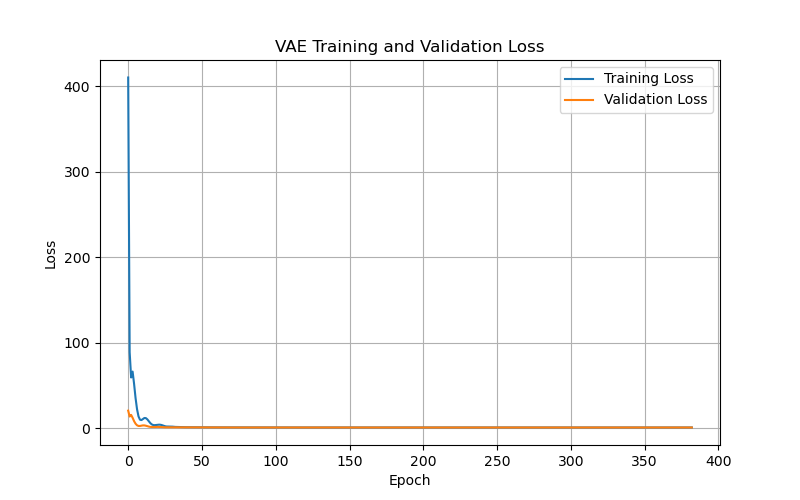 VAE Training and Validation Loss
Training Loss
Validation Loss
Loss
400
300
200
100
0
0 50 100 150 200 250 300 350 400
Epoch